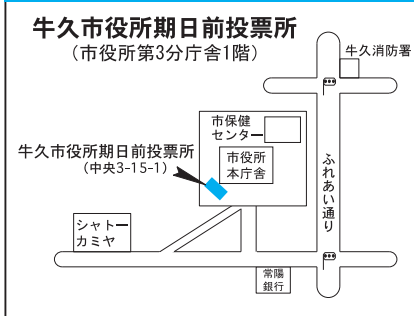 牛久市役所期日前投票所
（市役所第3分庁舎1階）
牛久消防署
市保健
センター
牛久市役所期日前投票所
（中央3-15-1）
市役所
本庁舎
ふれあい通り
シャトー
カミヤ
常陽
銀行